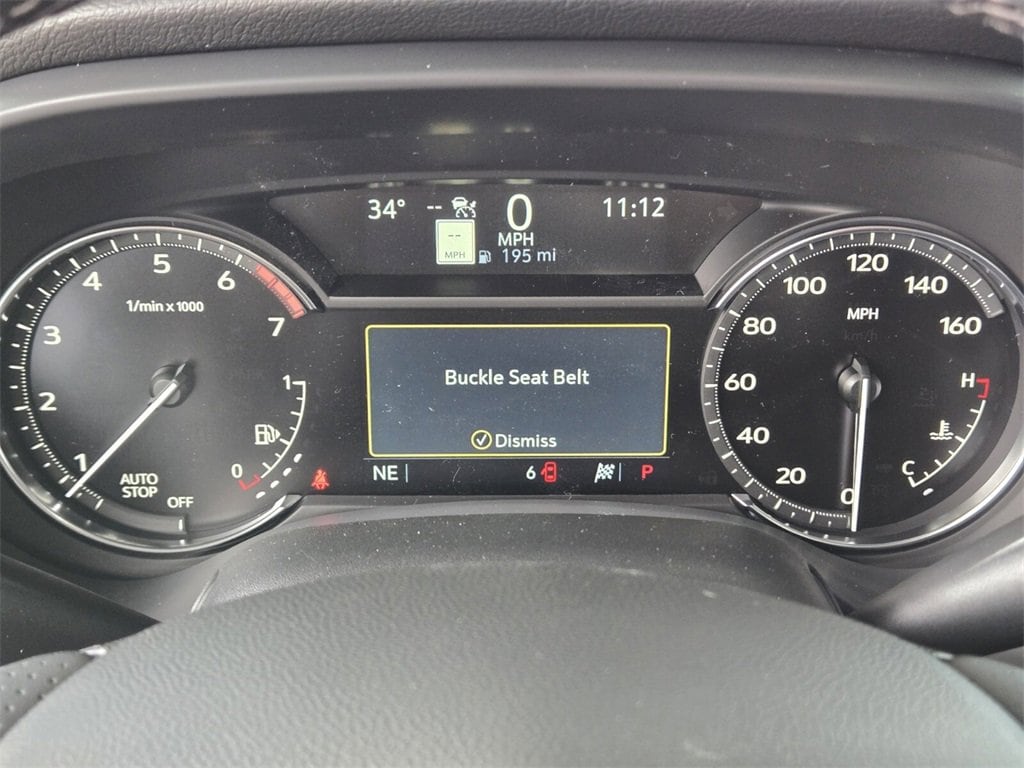 34° -- 0 11:12
--
MPH
MPH
195 mi
1 2 3 4 5 6 7
1/min x 1000
1
0
AUTO
STOP
OFF
Buckle Seat Belt
Dismiss
NE 6 P
0 20 40 60 80 100 120 140 160
MPH
km/h
H
C